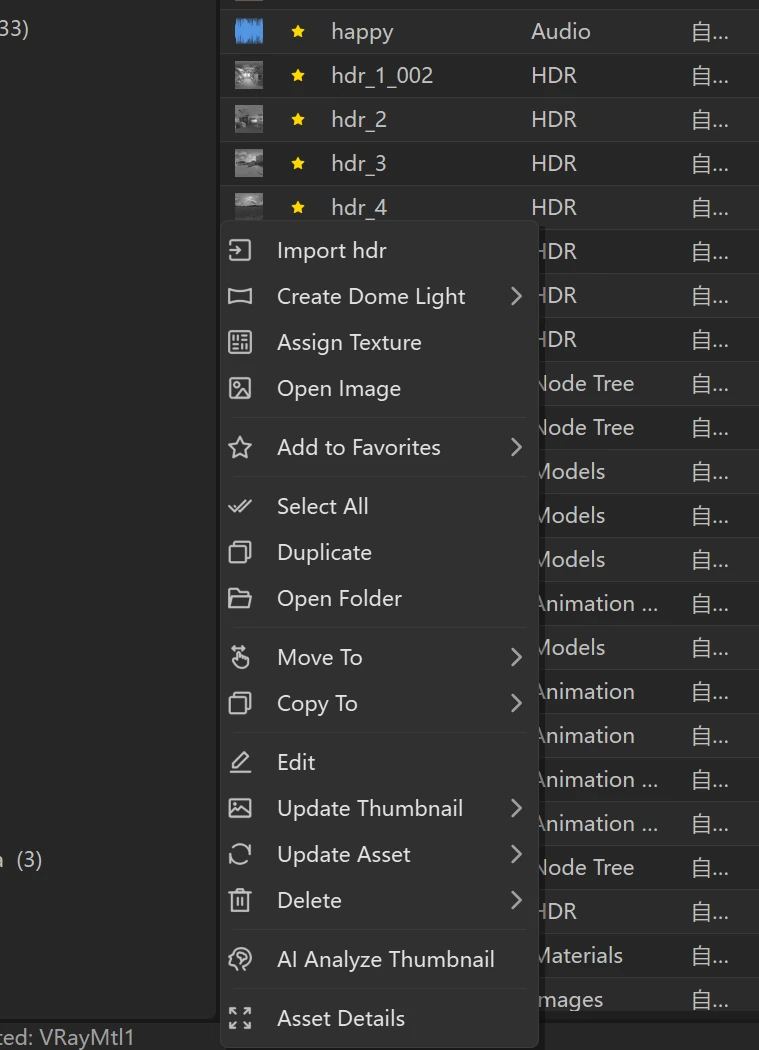 33)
happy Audio 自...
hdr_1_002 HDR 自...
hdr_2 HDR 自...
hdr_3 HDR 自...
hdr_4 HDR 自...
HDR 自...
HDR 自...
HDR 自...
Node Tree 自...
Node Tree 自...
Models 自...
Models 自...
Models 自...
Animation ... 自...
Models 自...
Animation 自...
Animation 自...
Animation ... 自...
Animation ... 自...
Node Tree 自...
HDR 自...
Materials 自...
Images 自...
Import hdr
Create Dome Light
Assign Texture
Open Image
Add to Favorites
Select All
Duplicate
Open Folder
Move To
Copy To
Edit
Update Thumbnail
Update Asset
Delete
AI Analyze Thumbnail
Asset Details
a (3)
ted: VRayMtl1